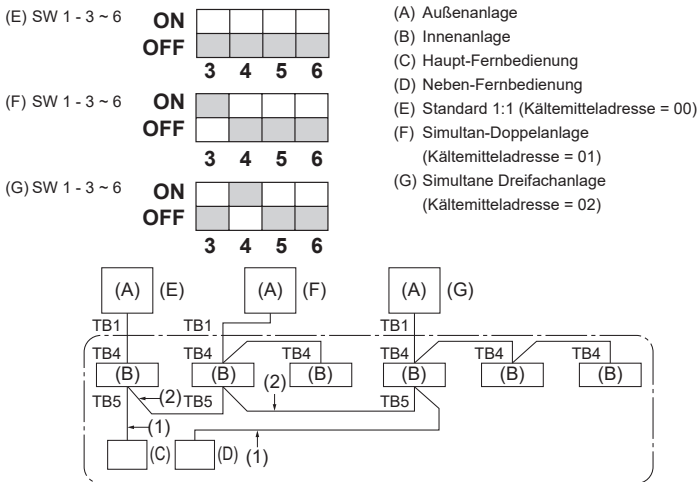 (E) SW 1 - 3 ~ 6
ON
OFF
3 4 5 6
(F) SW 1 - 3 ~ 6
ON
OFF
3 4 5 6
(G) SW 1 - 3 ~ 6
ON
OFF
3 4 5 6
(A) Außenanlage
(B) Innenanlage
(C) Haupt-Fernbedienung
(D) Neben-Fernbedienung
(E) Standard 1:1 (Kältemitteladresse = 00)
(F) Simultan-Doppelanlage
(Kältemitteladresse = 01)
(G) Simultane Dreifachanlage
(Kältemitteladresse = 02)
(A) (E) (A) (F) (A) (G)
TB1 TB1 TB1
TB4 TB4 TB4 TB4 TB4 TB4
(B) (B) (B) (B) (B) (B)
TB5 (2) TB5 (2) TB5
(1)
(C) (D) (1)